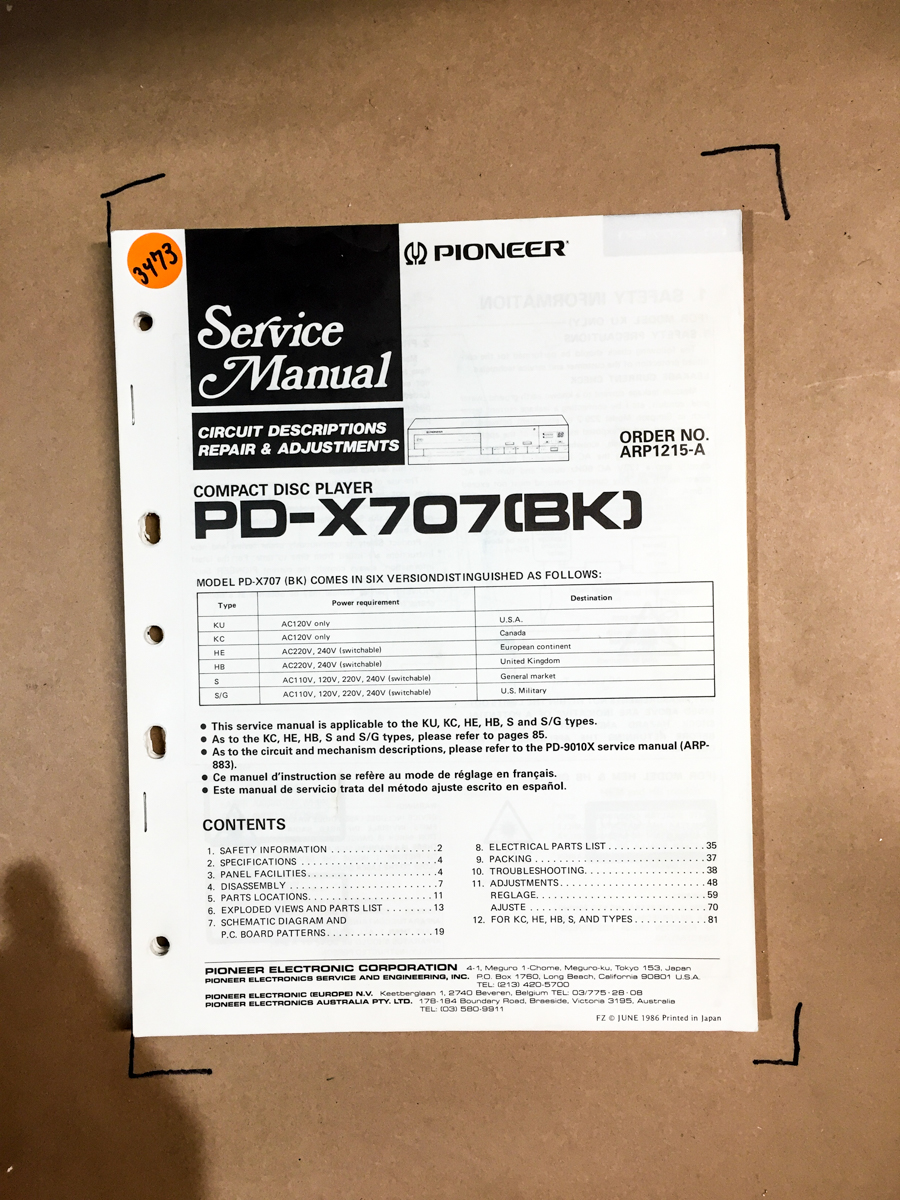 3473
PIONEER
Service
Manual
CIRCUIT DESCRIPTIONS
REPAIR & ADJUSTMENTS
PIONEER
ORDER NO.
ARP1215-A
COMPACT DISC PLAYER
PD-X707(BK)
MODEL PD-X707 (BK) COMES IN SIX VERSIONDISTINGUISHED AS FOLLOWS:
Type Power requirement Destination
KU AC120V only U.S.A.
KC AC120V only Canada
HE AC220V, 240V (switchable) European continent
HB AC220V, 240V (switchable) United Kingdom
S AC110V, 120V, 220V, 240V (switchable) General market
S/G AC110V, 120V, 220V, 240V (switchable) U.S. Military
● This service manual is applicable to the KU, KC, HE, HB, S and S/G types.
● As to the KC, HE, HB, S and S/G types, please refer to pages 85.
● As to the circuit and mechanism descriptions, please refer to the PD-9010X service manual (ARP-
883).
● Ce manuel d'instruction se refère au mode de réglage en français.
● Este manual de servicio trata del método ajuste escrito en español.
CONTENTS
1. SAFETY INFORMATION . . . . . . . . . . . . . . . . . 2
2. SPECIFICATIONS . . . . . . . . . . . . . . . . . . . . . . 4
3. PANEL FACILITIES. . . . . . . . . . . . . . . . . . . . . 4
4. DISASSEMBLY . . . . . . . . . . . . . . . . . . . . . . . . 7
5. PARTS LOCATIONS. . . . . . . . . . . . . . . . . . . . 11
6. EXPLODED VIEWS AND PARTS LIST . . . . . . . . 13
7. SCHEMATIC DIAGRAM AND
P.C. BOARD PATTERNS. . . . . . . . . . . . . . . . . 19
8. ELECTRICAL PARTS LIST . . . . . . . . . . . . . . . . 35
9. PACKING . . . . . . . . . . . . . . . . . . . . . . . . . . . 37
10. TROUBLESHOOTING. . . . . . . . . . . . . . . . . . . 38
11. ADJUSTMENTS. . . . . . . . . . . . . . . . . . . . . . . 48
REGLAGE. . . . . . . . . . . . . . . . . . . . . . . . . . . 59
AJUSTE . . . . . . . . . . . . . . . . . . . . . . . . . . . . 70
12. FOR KC, HE, HB, S, AND TYPES . . . . . . . . . . . . 81
PIONEER ELECTRONIC CORPORATION 4-1, Meguro 1-Chome, Meguro-ku, Tokyo 153, Japan
PIONEER ELECTRONICS SERVICE AND ENGINEERING, INC. P.O. Box 1760, Long Beach, California 90801 U.S.A.
TEL: (213) 420-5700
PIONEER ELECTRONIC (EUROPE) N.V. Keetberglaan 1, 2740 Beveren, Belgium TEL: 03/775-28-08
PIONEER ELECTRONICS AUSTRALIA PTY. LTD. 178-184 Boundary Road, Braeside, Victoria 3195, Australia
TEL: (03) 580-9911
FZ © JUNE 1986 Printed in Japan